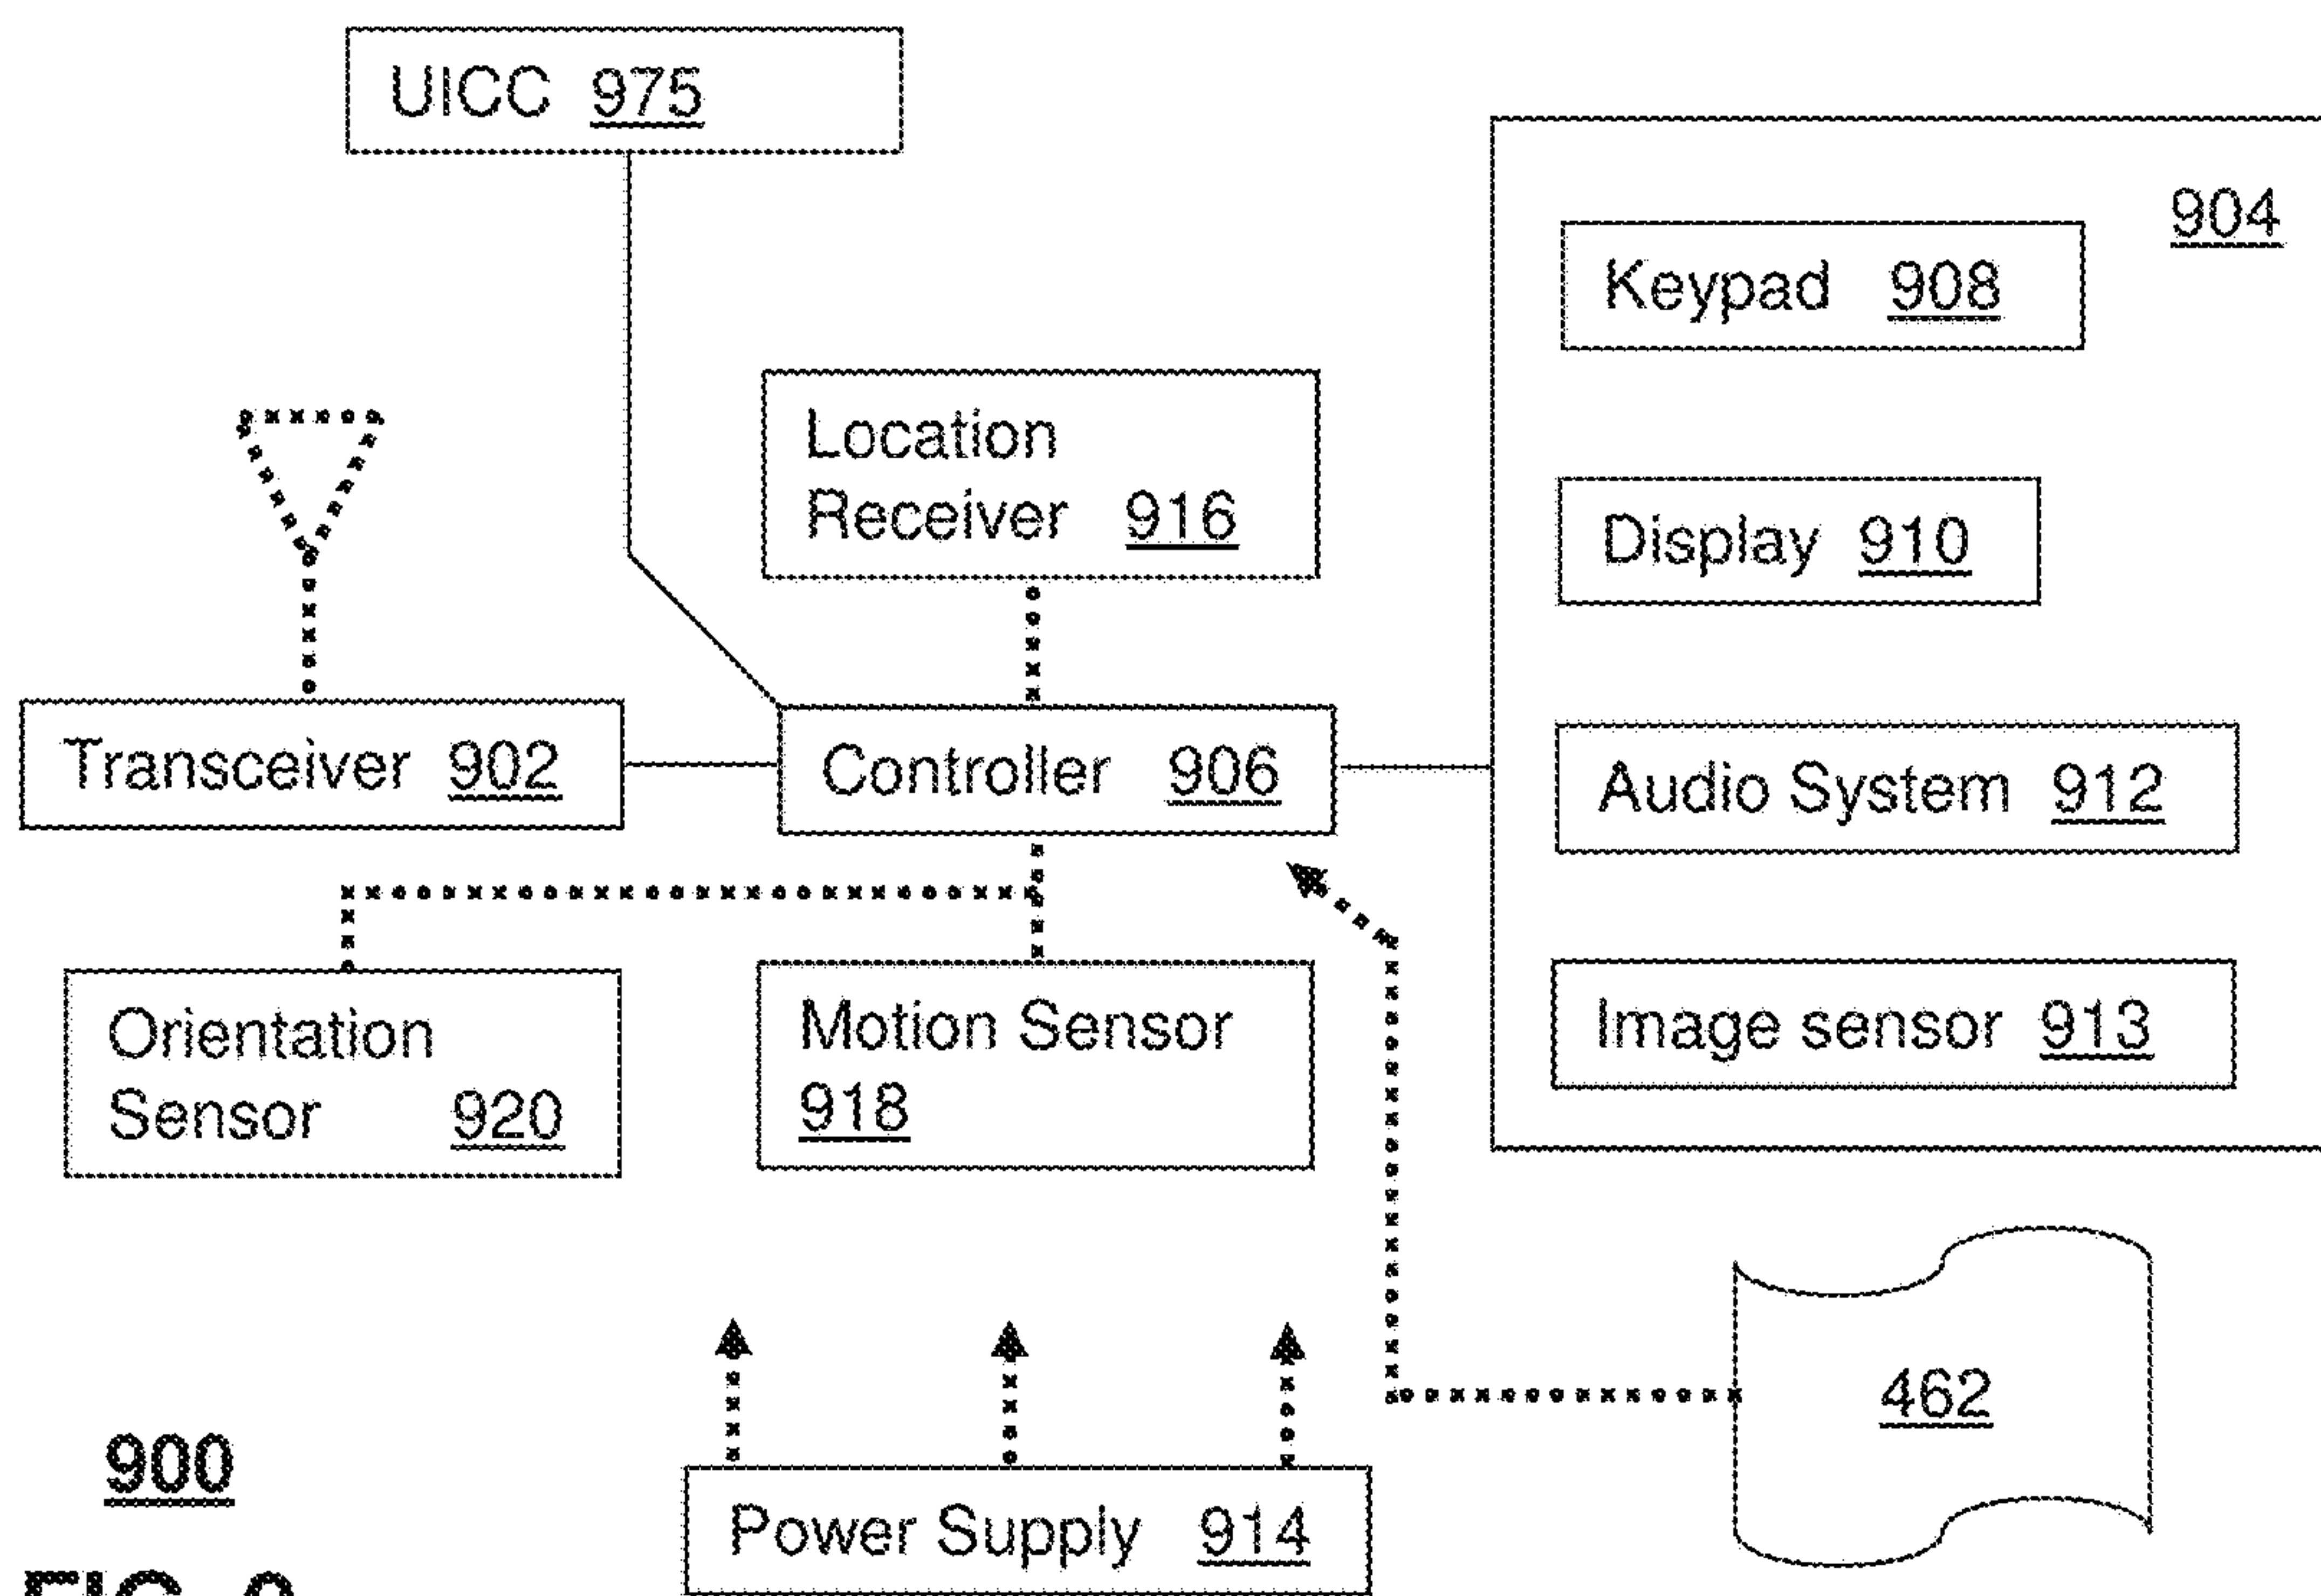 UICC 975
904
Keypad 908
Location
Receiver 916
Display 910
Transceiver 902
Controller 906
Audio System 912
Orientation
Sensor 920
Motion Sensor
918
Image sensor 913
462
900
Power Supply 914